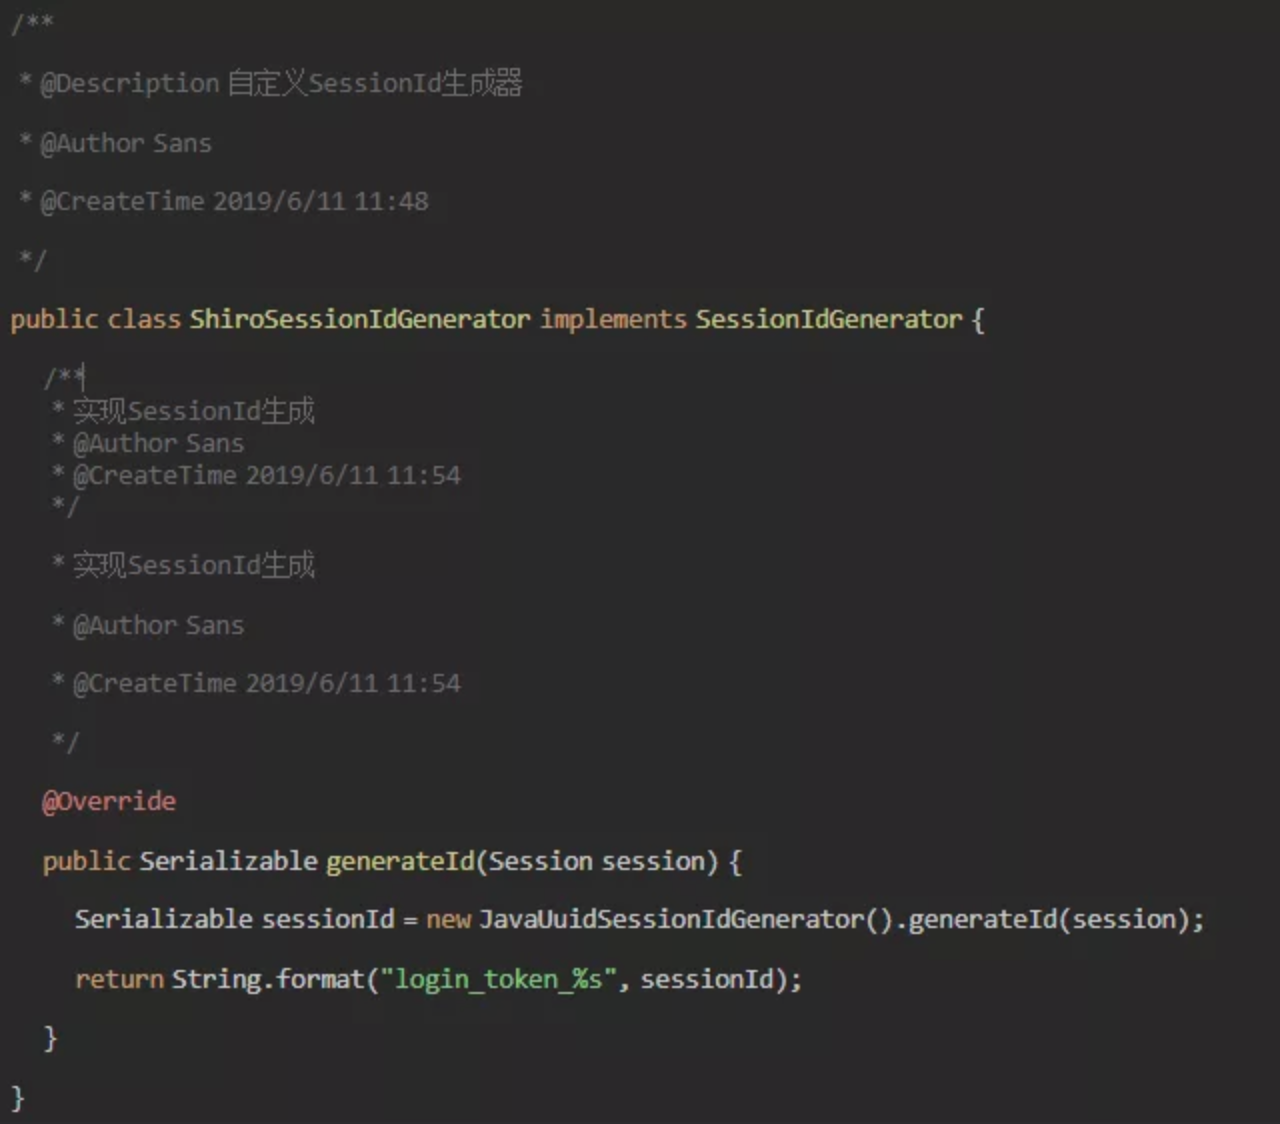 /**
* @Description 自定义SessionId生成器
* @Author Sans
* @CreateTime 2019/6/11 11:48
*/
public class ShiroSessionIdGenerator implements SessionIdGenerator {
/**
* 实现SessionId生成
* @Author Sans
* @CreateTime 2019/6/11 11:54
*/
* 实现SessionId生成
* @Author Sans
* @CreateTime 2019/6/11 11:54
*/
@Override
public Serializable generateId(Session session) {
Serializable sessionId = new JavaUuidSessionIdGenerator().generateId(session);
return String.format("login_token_%s", sessionId);
}
}